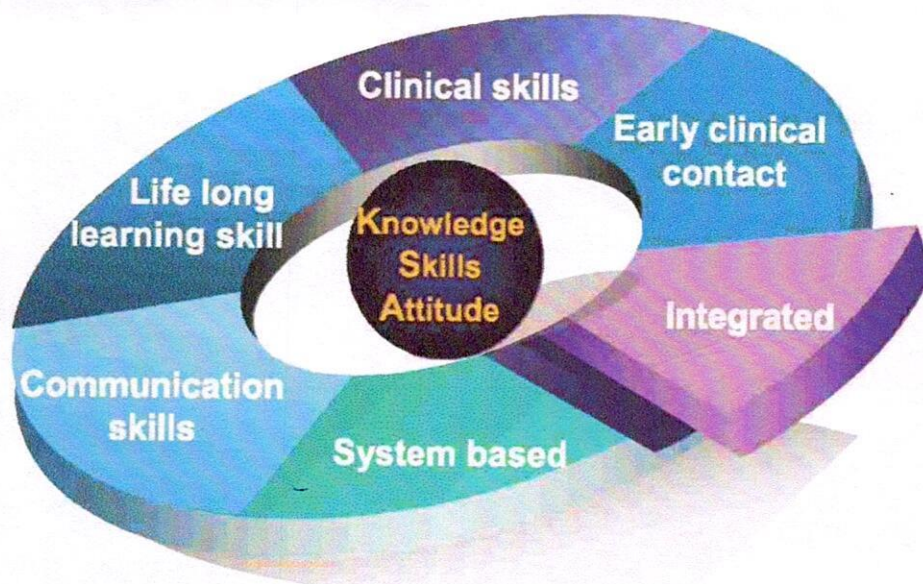 Clinical skills
Early clinical
contact
Life long
learning skill
Knowledge
Skills
Attitude
Integrated
Communication
skills
System based